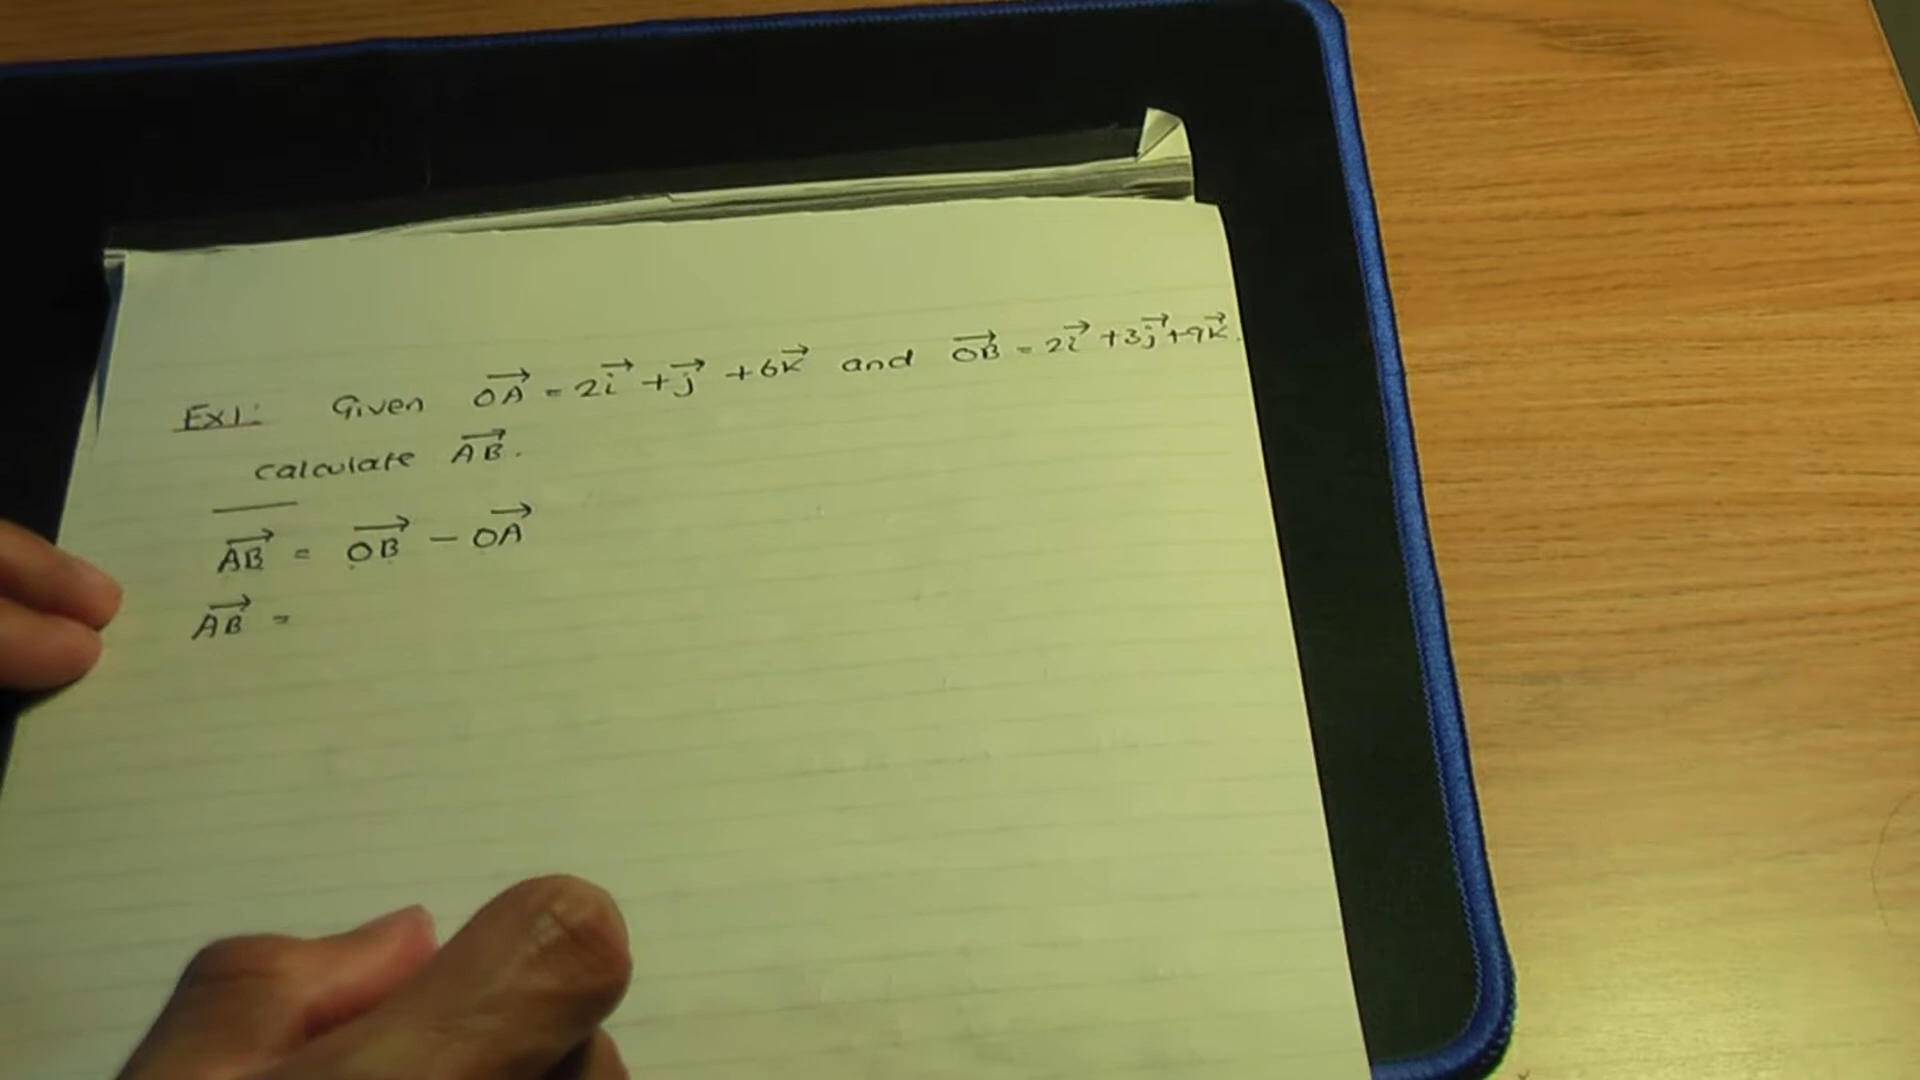 Ex1: Given →OA = 2→i + →j + 6→k and →OB = 2→i + 3→j + 9→k.
calculate →AB.
→AB = →OB − →OA
→AB =